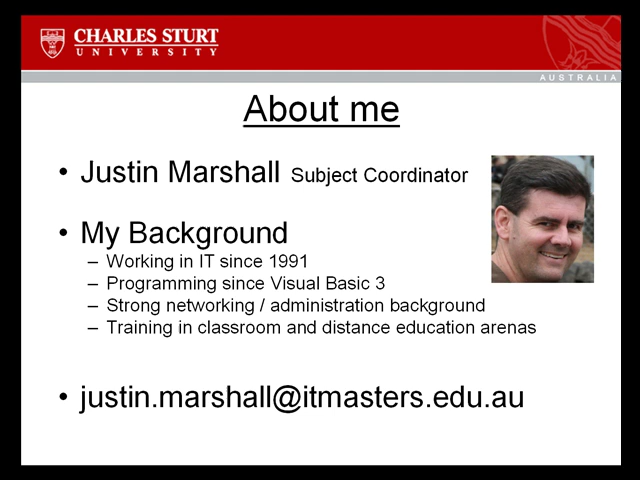 CHARLES STURT
UNIVERSITY
AUSTRALIA
About me
• Justin Marshall Subject Coordinator
• My Background
– Working in IT since 1991
– Programming since Visual Basic 3
– Strong networking / administration background
– Training in classroom and distance education arenas
• justin.marshall@itmasters.edu.au